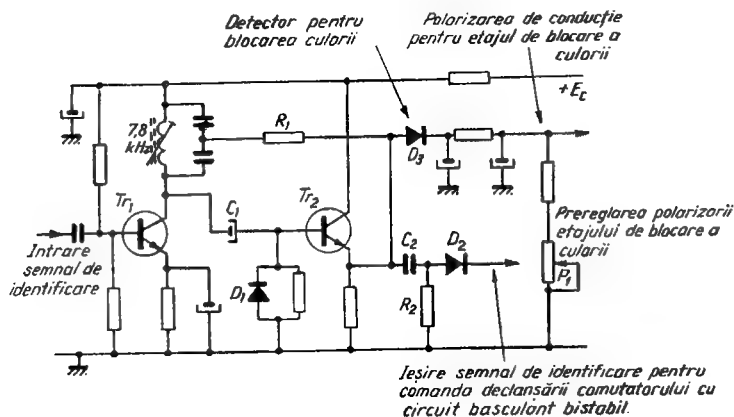 Detector pentru
blocarea culorii
Polarizarea de conducție
pentru etajul de blocare a
culorii
+Ec
7,8
kHz
R1
D3
Tr1
C1
Tr2
C2
D2
Prereglarea polarizării
etajului de blocare a
culorii
P1
Intrare
semnal de
identificare
D1
R2
Ieșire semnal de identificare pentru
comanda declanșării comutatorului cu
circuit basculant bistabil.